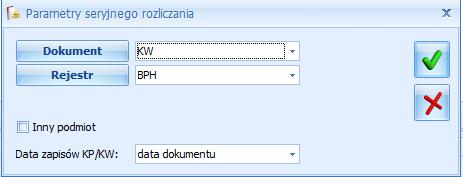 Parametry seryjnego rozliczania
Dokument KW
Rejestr BPH
Inny podmiot
Data zapisów KP/KW: data dokumentu